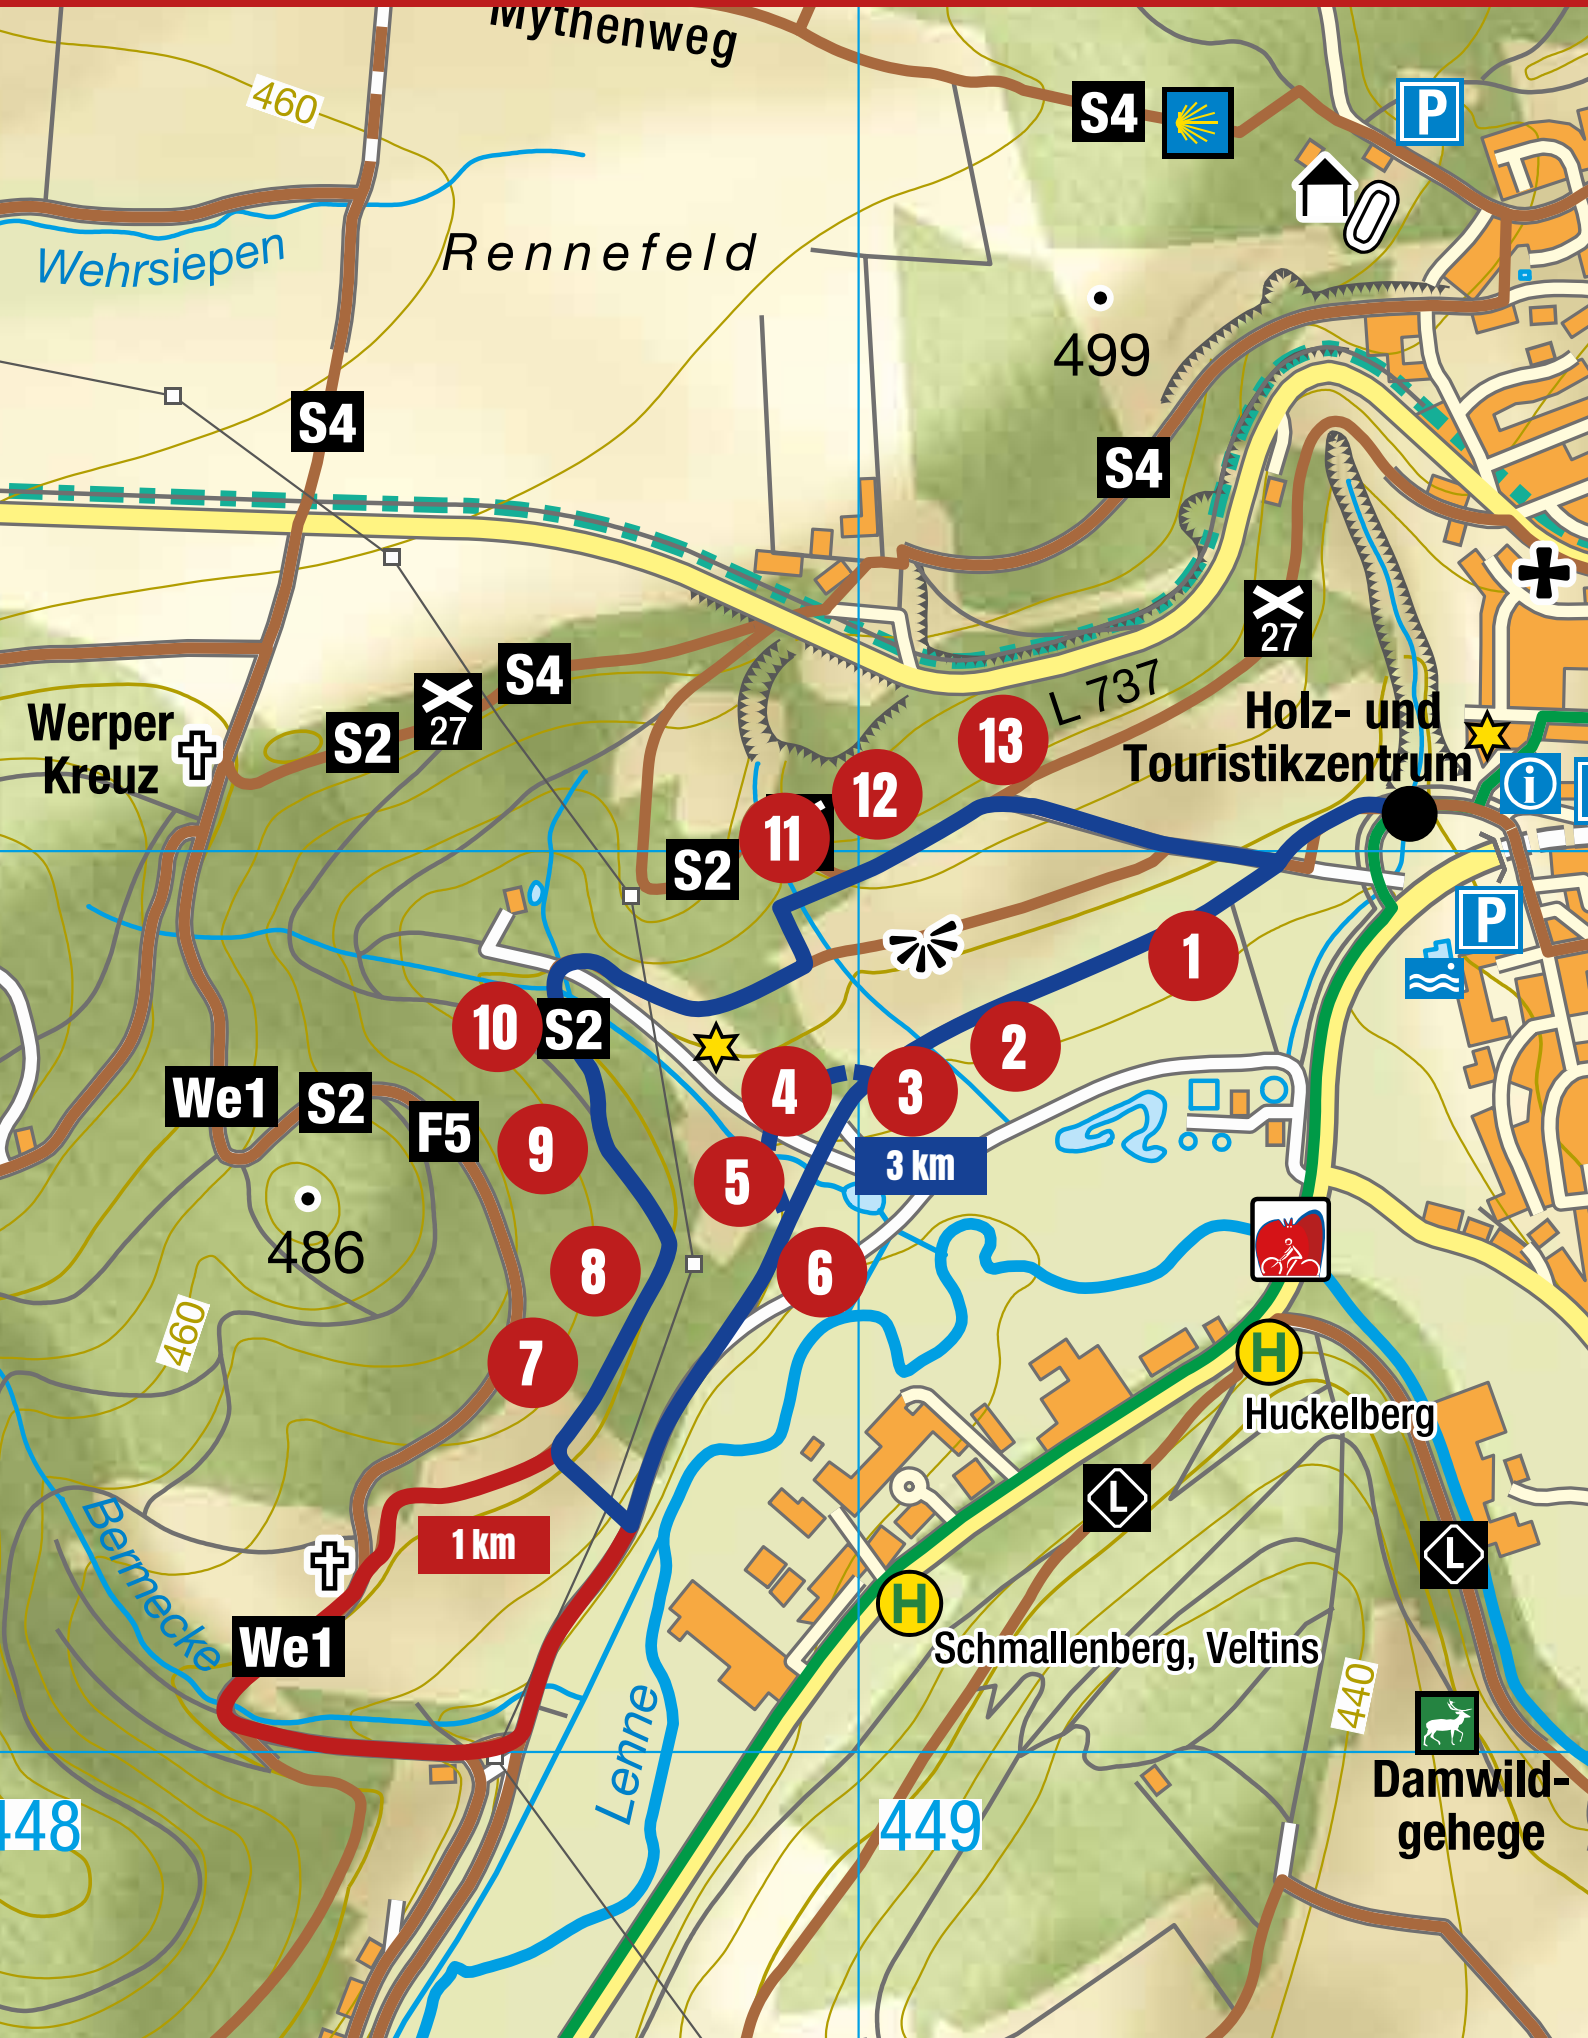 Mythenweg
460
S4
P
Wehrsiepen
Rennefeld
499
S4
S4
27
S4
27
S2
L 737
Werper
Kreuz
Holz- und
Touristikzentrum
i
13
12
11
S2
P
1
10
S2
2
4
3
We1
S2
F5
9
5
3 km
486
8
6
460
7
H
Huckelberg
L
L
1 km
Bermecke
H
We1
Schmallenberg, Veltins
Lenne
440
Damwild-
gehege
448
449